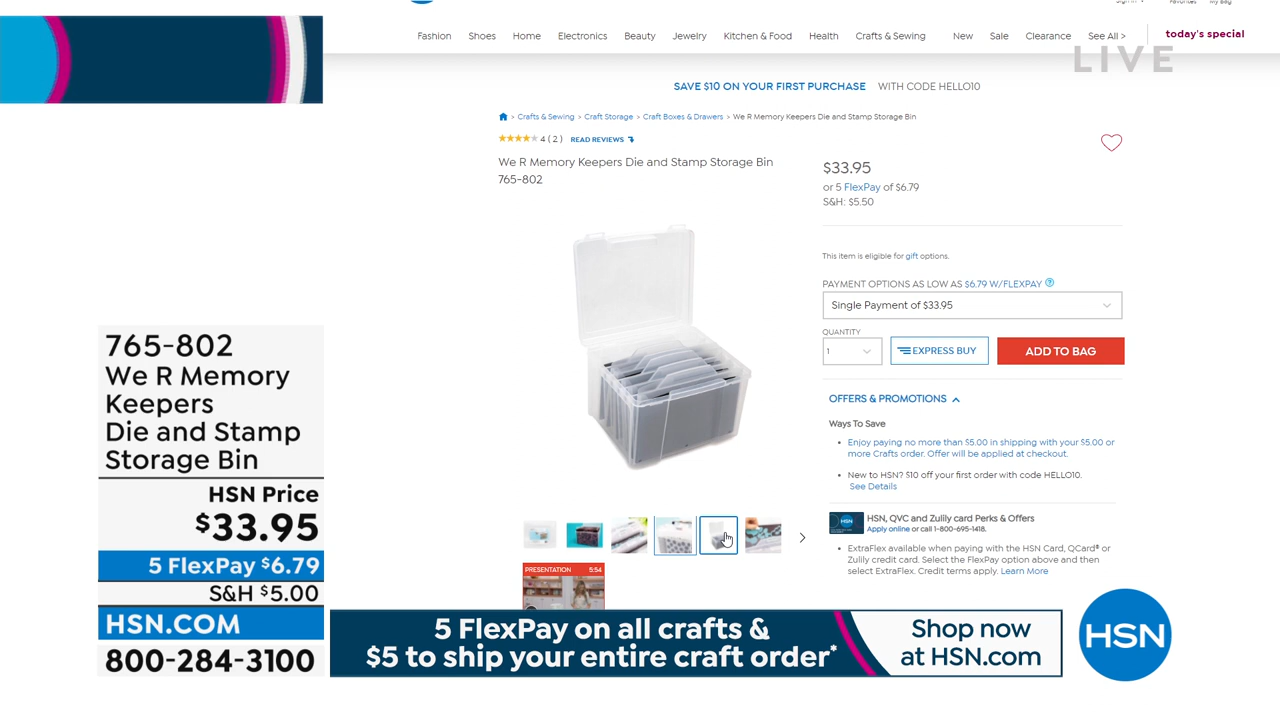 Fashion Shoes Home Electronics Beauty Jewelry Kitchen & Food Health Crafts & Sewing New Sale Clearance See All > today's special
LIVE
SAVE $10 ON YOUR FIRST PURCHASE WITH CODE HELLO10
> Crafts & Sewing > Craft Storage > Craft Boxes & Drawers > We R Memory Keepers Die and Stamp Storage Bin
4 ( 2 ) READ REVIEWS
We R Memory Keepers Die and Stamp Storage Bin
765-802
$33.95
or 5 FlexPay of $6.79
S&H: $5.50
This item is eligible for gift options.
PAYMENT OPTIONS AS LOW AS $6.79 W/FLEXPAY ?
Single Payment of $33.95
QUANTITY
1
EXPRESS BUY
ADD TO BAG
OFFERS & PROMOTIONS
Ways To Save
• Enjoy paying no more than $5.00 in shipping with your $5.00 or
more Crafts order. Offer will be applied at checkout.
• New to HSN? $10 off your first order with code HELLO10.
See Details
HSN
HSN, QVC and Zulily card Perks & Offers
Apply online or call 1-800-695-1418.
• ExtraFlex available when paying with the HSN Card, QCard® or
Zulily credit card. Select the FlexPay option above and then
select ExtraFlex. Credit terms apply. Learn More
PRESENTATION 5:54
765-802
We R Memory
Keepers
Die and Stamp
Storage Bin
HSN Price
$33.95
5 FlexPay $6.79
S&H $5.00
HSN.COM
800-284-3100
5 FlexPay on all crafts &
$5 to ship your entire craft order*
Shop now
at HSN.com
HSN